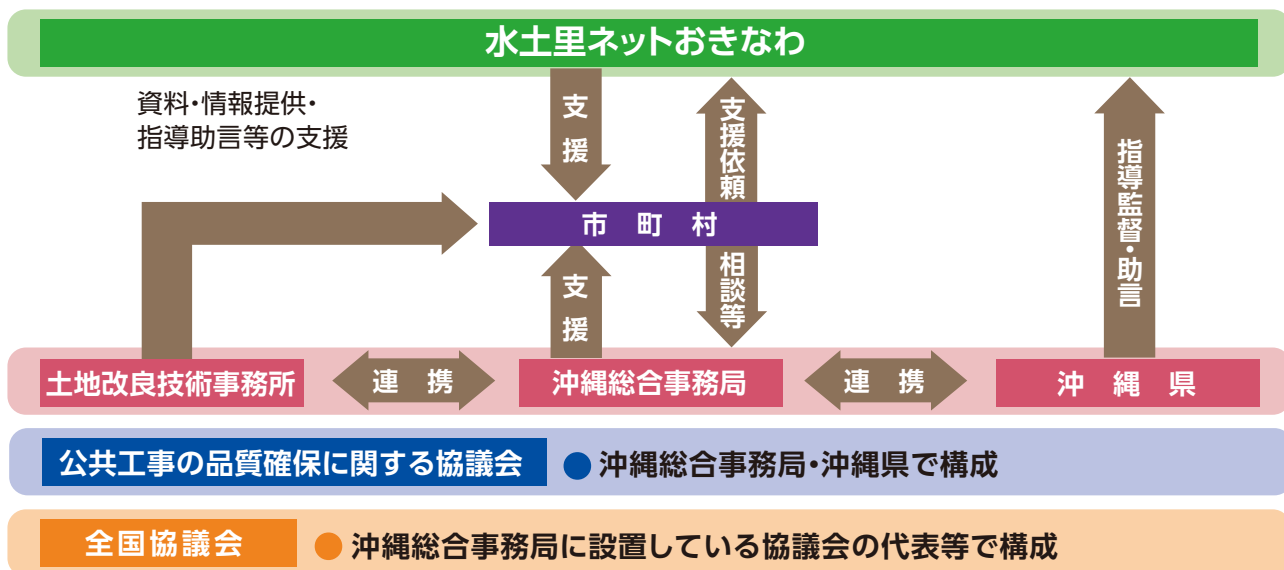 水土里ネットおきなわ
資料・情報提供・
指導助言等の支援
支援
支援依頼
相談等
指導監督・助言
市町村
支援
土地改良技術事務所
連携
沖縄総合事務局
連携
沖縄県
公共工事の品質確保に関する協議会
●沖縄総合事務局・沖縄県で構成
全国協議会
●沖縄総合事務局に設置している協議会の代表等で構成